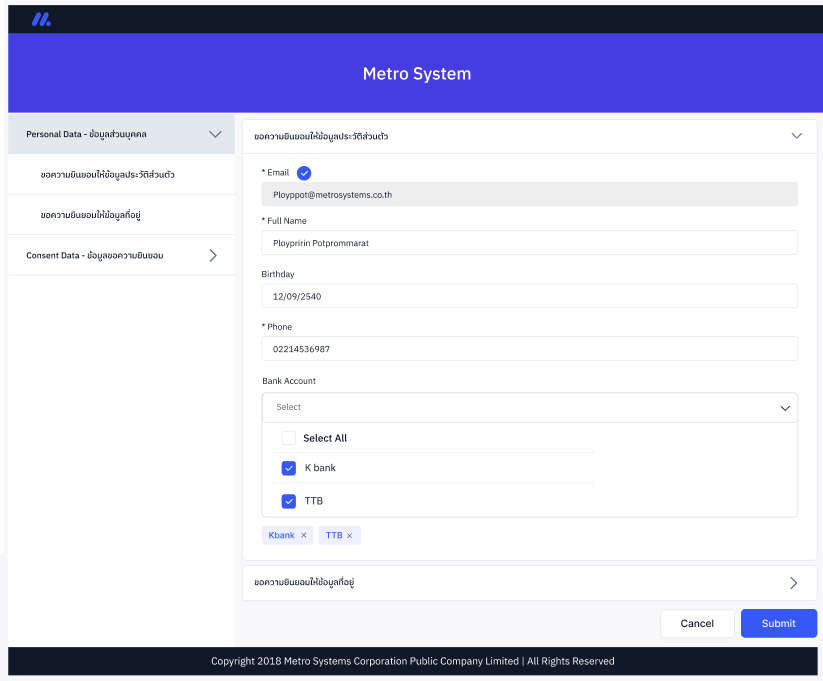 Metro System
Personal Data - ข้อมูลส่วนบุคคล
ขอความยินยอมให้ข้อมูลประวัติส่วนตัว
ขอความยินยอมให้ข้อมูลที่อยู่
Consent Data - ข้อมูลขอความยินยอม
ขอความยินยอมให้ข้อมูลประวัติส่วนตัว
* Email
Ployppot@metrosystems.co.th
* Full Name
Ploypririn Potprommarat
Birthday
12/09/2540
* Phone
02214536987
Bank Account
Select
Select All
K bank
TTB
Kbank × TTB ×
ขอความยินยอมให้ข้อมูลที่อยู่
Cancel Submit
Copyright 2018 Metro Systems Corporation Public Company Limited | All Rights Reserved